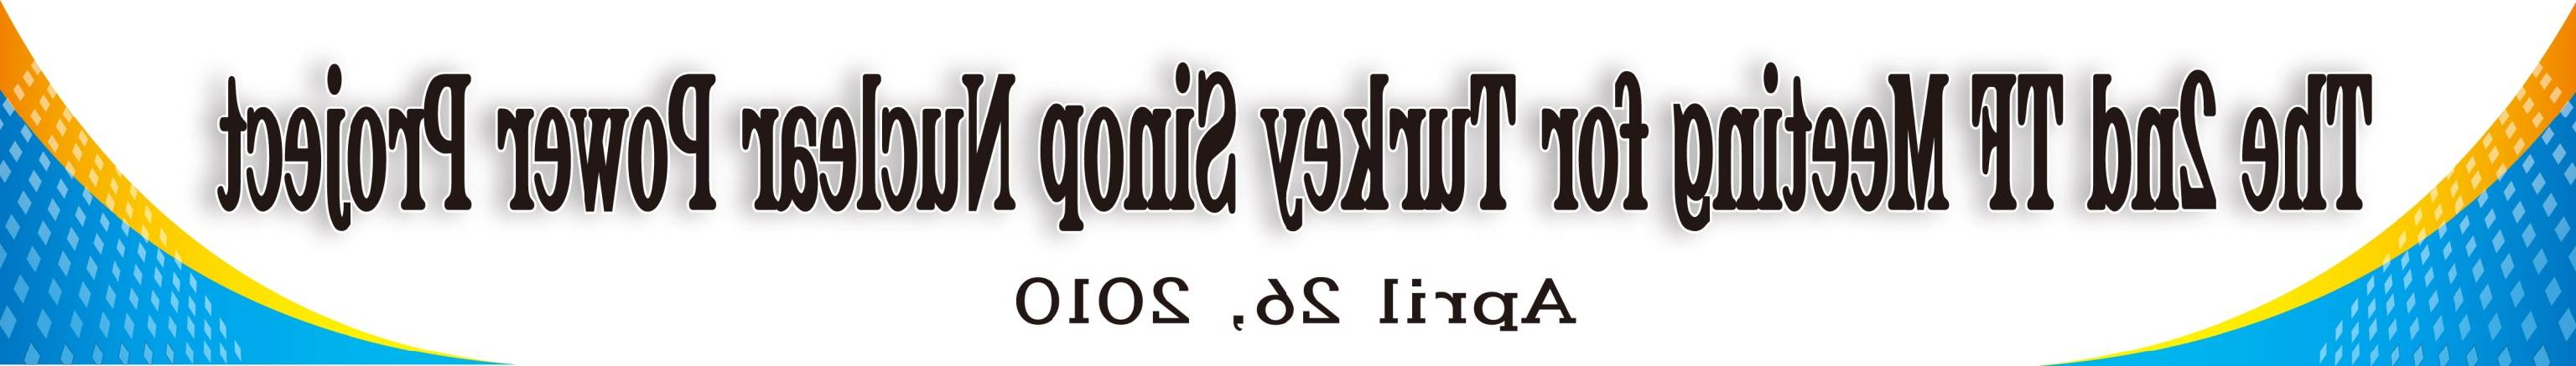 The 2nd TF Meeting for Turkey Sinop Nuclear Power Project
April 26, 2010